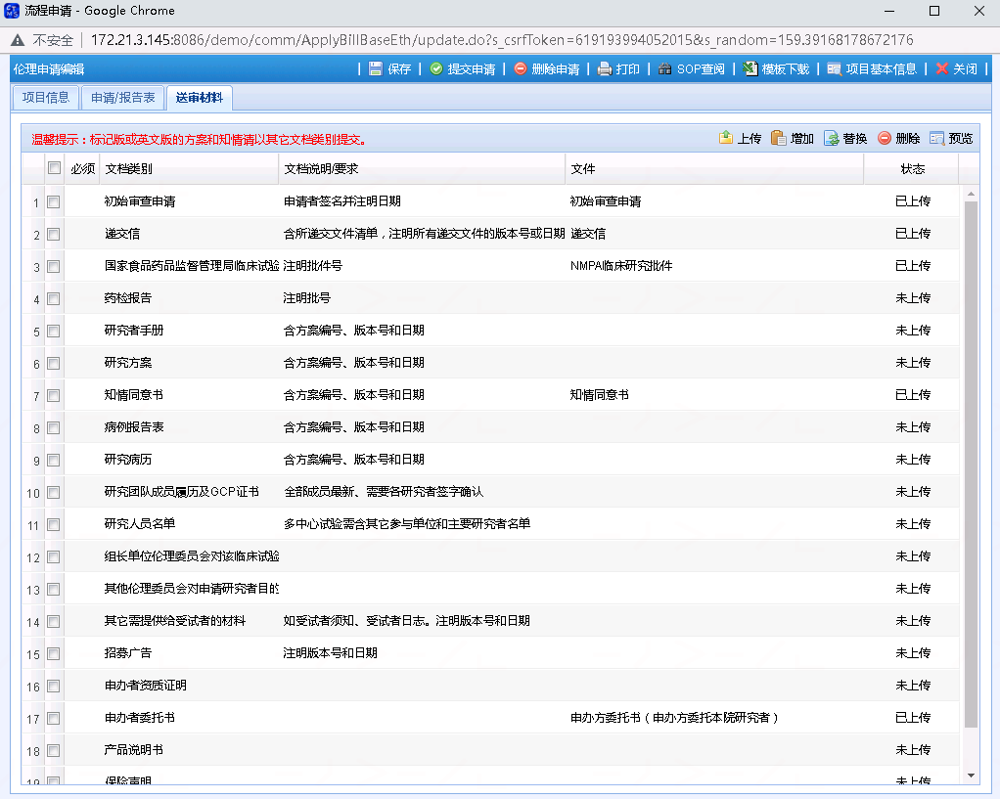 流程申请 - Google Chrome
不安全 172.21.3.145:8086/demo/comm/ApplyBillBaseEth/update.do?s_csrfToken=619193994052015&s_random=159.39168178672176
伦理申请编辑 保存 提交申请 删除申请 打印 SOP查阅 模板下载 项目基本信息 关闭
项目信息 申请/报告表 送审材料
温馨提示：标记版或英文版的方案和知情请以其它文档类别提交。 上传 增加 替换 删除 预览
必须 文档类别 文档说明/要求 文件 状态
1 初始审查申请 申请者签名并注明日期 初始审查申请 已上传
2 递交信 含所递交文件清单，注明所有递交文件的版本号或日期 递交信 已上传
3 国家食品药品监督管理局临床试验 注明批件号 NMPA临床研究批件 已上传
4 药检报告 注明批号 未上传
5 研究者手册 含方案编号、版本号和日期 未上传
6 研究方案 含方案编号、版本号和日期 未上传
7 知情同意书 含方案编号、版本号和日期 知情同意书 已上传
8 病例报告表 含方案编号、版本号和日期 未上传
9 研究病历 含方案编号、版本号和日期 未上传
10 研究团队成员履历及GCP证书 全部成员最新、需要各研究者签字确认 未上传
11 研究人员名单 多中心试验需含其它参与单位和主要研究者名单 未上传
12 组长单位伦理委员会对该临床试验 未上传
13 其他伦理委员会对申请研究者目的 未上传
14 其它需提供给受试者的材料 如受试者须知、受试者日志。注明版本号和日期 未上传
15 招募广告 注明版本号和日期 未上传
16 申办者资质证明 未上传
17 申办者委托书 申办方委托书（申办方委托本院研究者） 已上传
18 产品说明书 未上传
19 保险声明 未上传